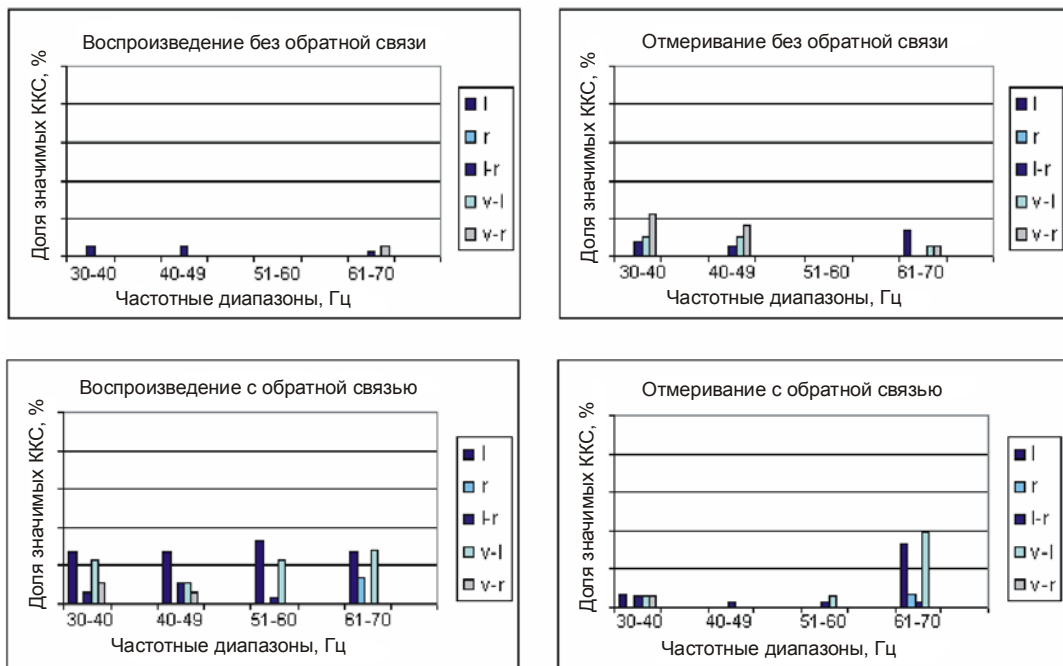 Воспроизведение без обратной связи
Доля значимых ККС, %
30-40 40-49 51-60 61-70
Частотные диапазоны, Гц
l
r
l-r
v-l
v-r
Отмеривание без обратной связи
Доля значимых ККС, %
30-40 40-49 51-60 61-70
Частотные диапазоны, Гц
l
r
l-r
v-l
v-r
Воспроизведение с обратной связью
Доля значимых ККС, %
30-40 40-49 51-60 61-70
Частотные диапазоны, Гц
l
r
l-r
v-l
v-r
Отмеривание с обратной связью
Доля значимых ККС, %
30-40 40-49 51-60 61-70
Частотные диапазоны, Гц
l
r
l-r
v-l
v-r